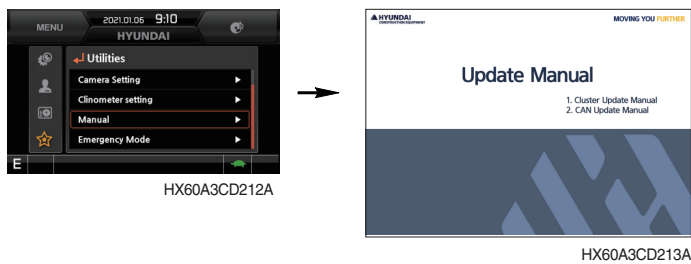 MENU
2021.01.06 9:10
HYUNDAI
Utilities
Camera Setting
Clinometer setting
Manual
Emergency Mode
E
HX60A3CD212A
HYUNDAI
CONSTRUCTION EQUIPMENT
MOVING YOU FURTHER
Update Manual
1. Cluster Update Manual
2. CAN Update Manual
HX60A3CD213A